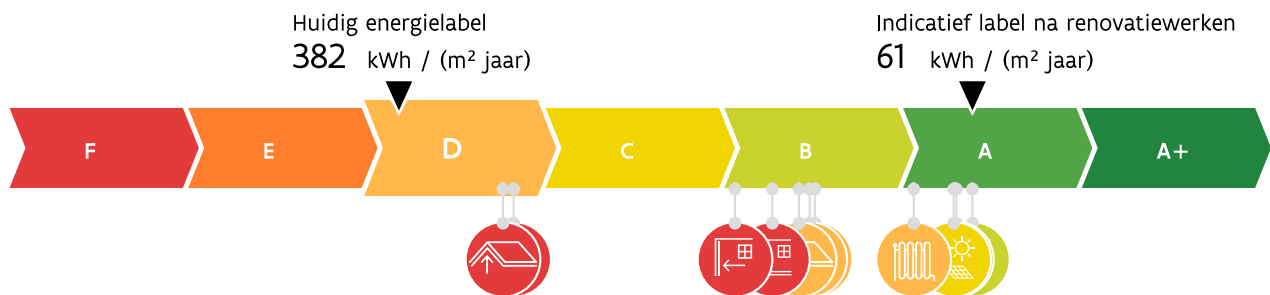 Huidig energielabel
382 kWh / (m² jaar)
Indicatief label na renovatiewerken
61 kWh / (m² jaar)
F E D C B A A+